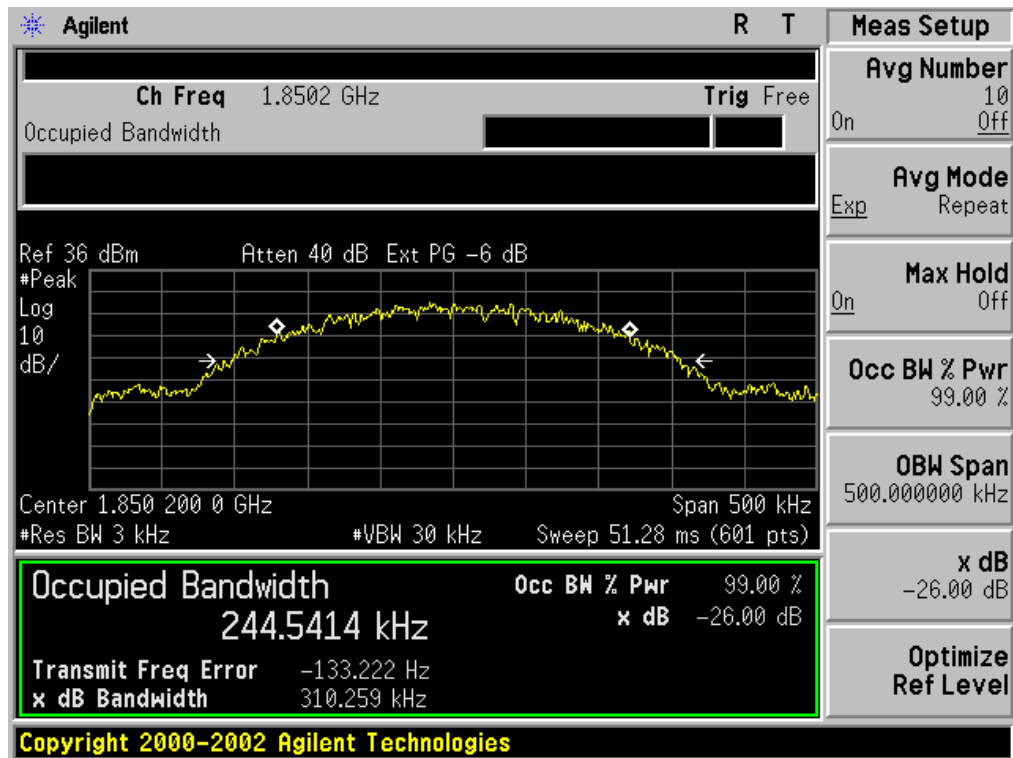 Agilent R T
Ch Freq 1.8502 GHz Trig Free
Occupied Bandwidth
Ref 36 dBm Atten 40 dB Ext PG -6 dB
#Peak
Log
10
dB/
Center 1.850 200 0 GHz Span 500 kHz
#Res BW 3 kHz #VBW 30 kHz Sweep 51.28 ms (601 pts)
Occupied Bandwidth Occ BW % Pwr 99.00 %
244.5414 kHz x dB -26.00 dB
Transmit Freq Error -133.222 Hz
x dB Bandwidth 310.259 kHz
Copyright 2000-2002 Agilent Technologies
Meas Setup
Avg Number
10
On Off
Avg Mode
Exp Repeat
Max Hold
On Off
Occ BW % Pwr
99.00 %
OBW Span
500.000000 kHz
x dB
-26.00 dB
Optimize
Ref Level